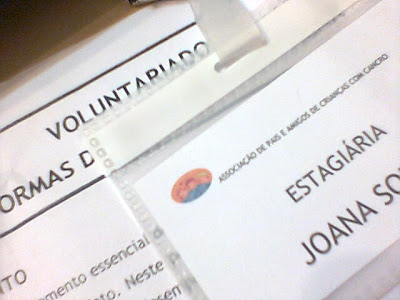 VOLUNTARIADO
ORMAS D
TO
mento essencial
to. Neste
ASSOCIAÇÃO DE PAIS E AMIGOS DE CRIANÇAS COM CANCRO
ESTAGIÁRIA
JOANA SO